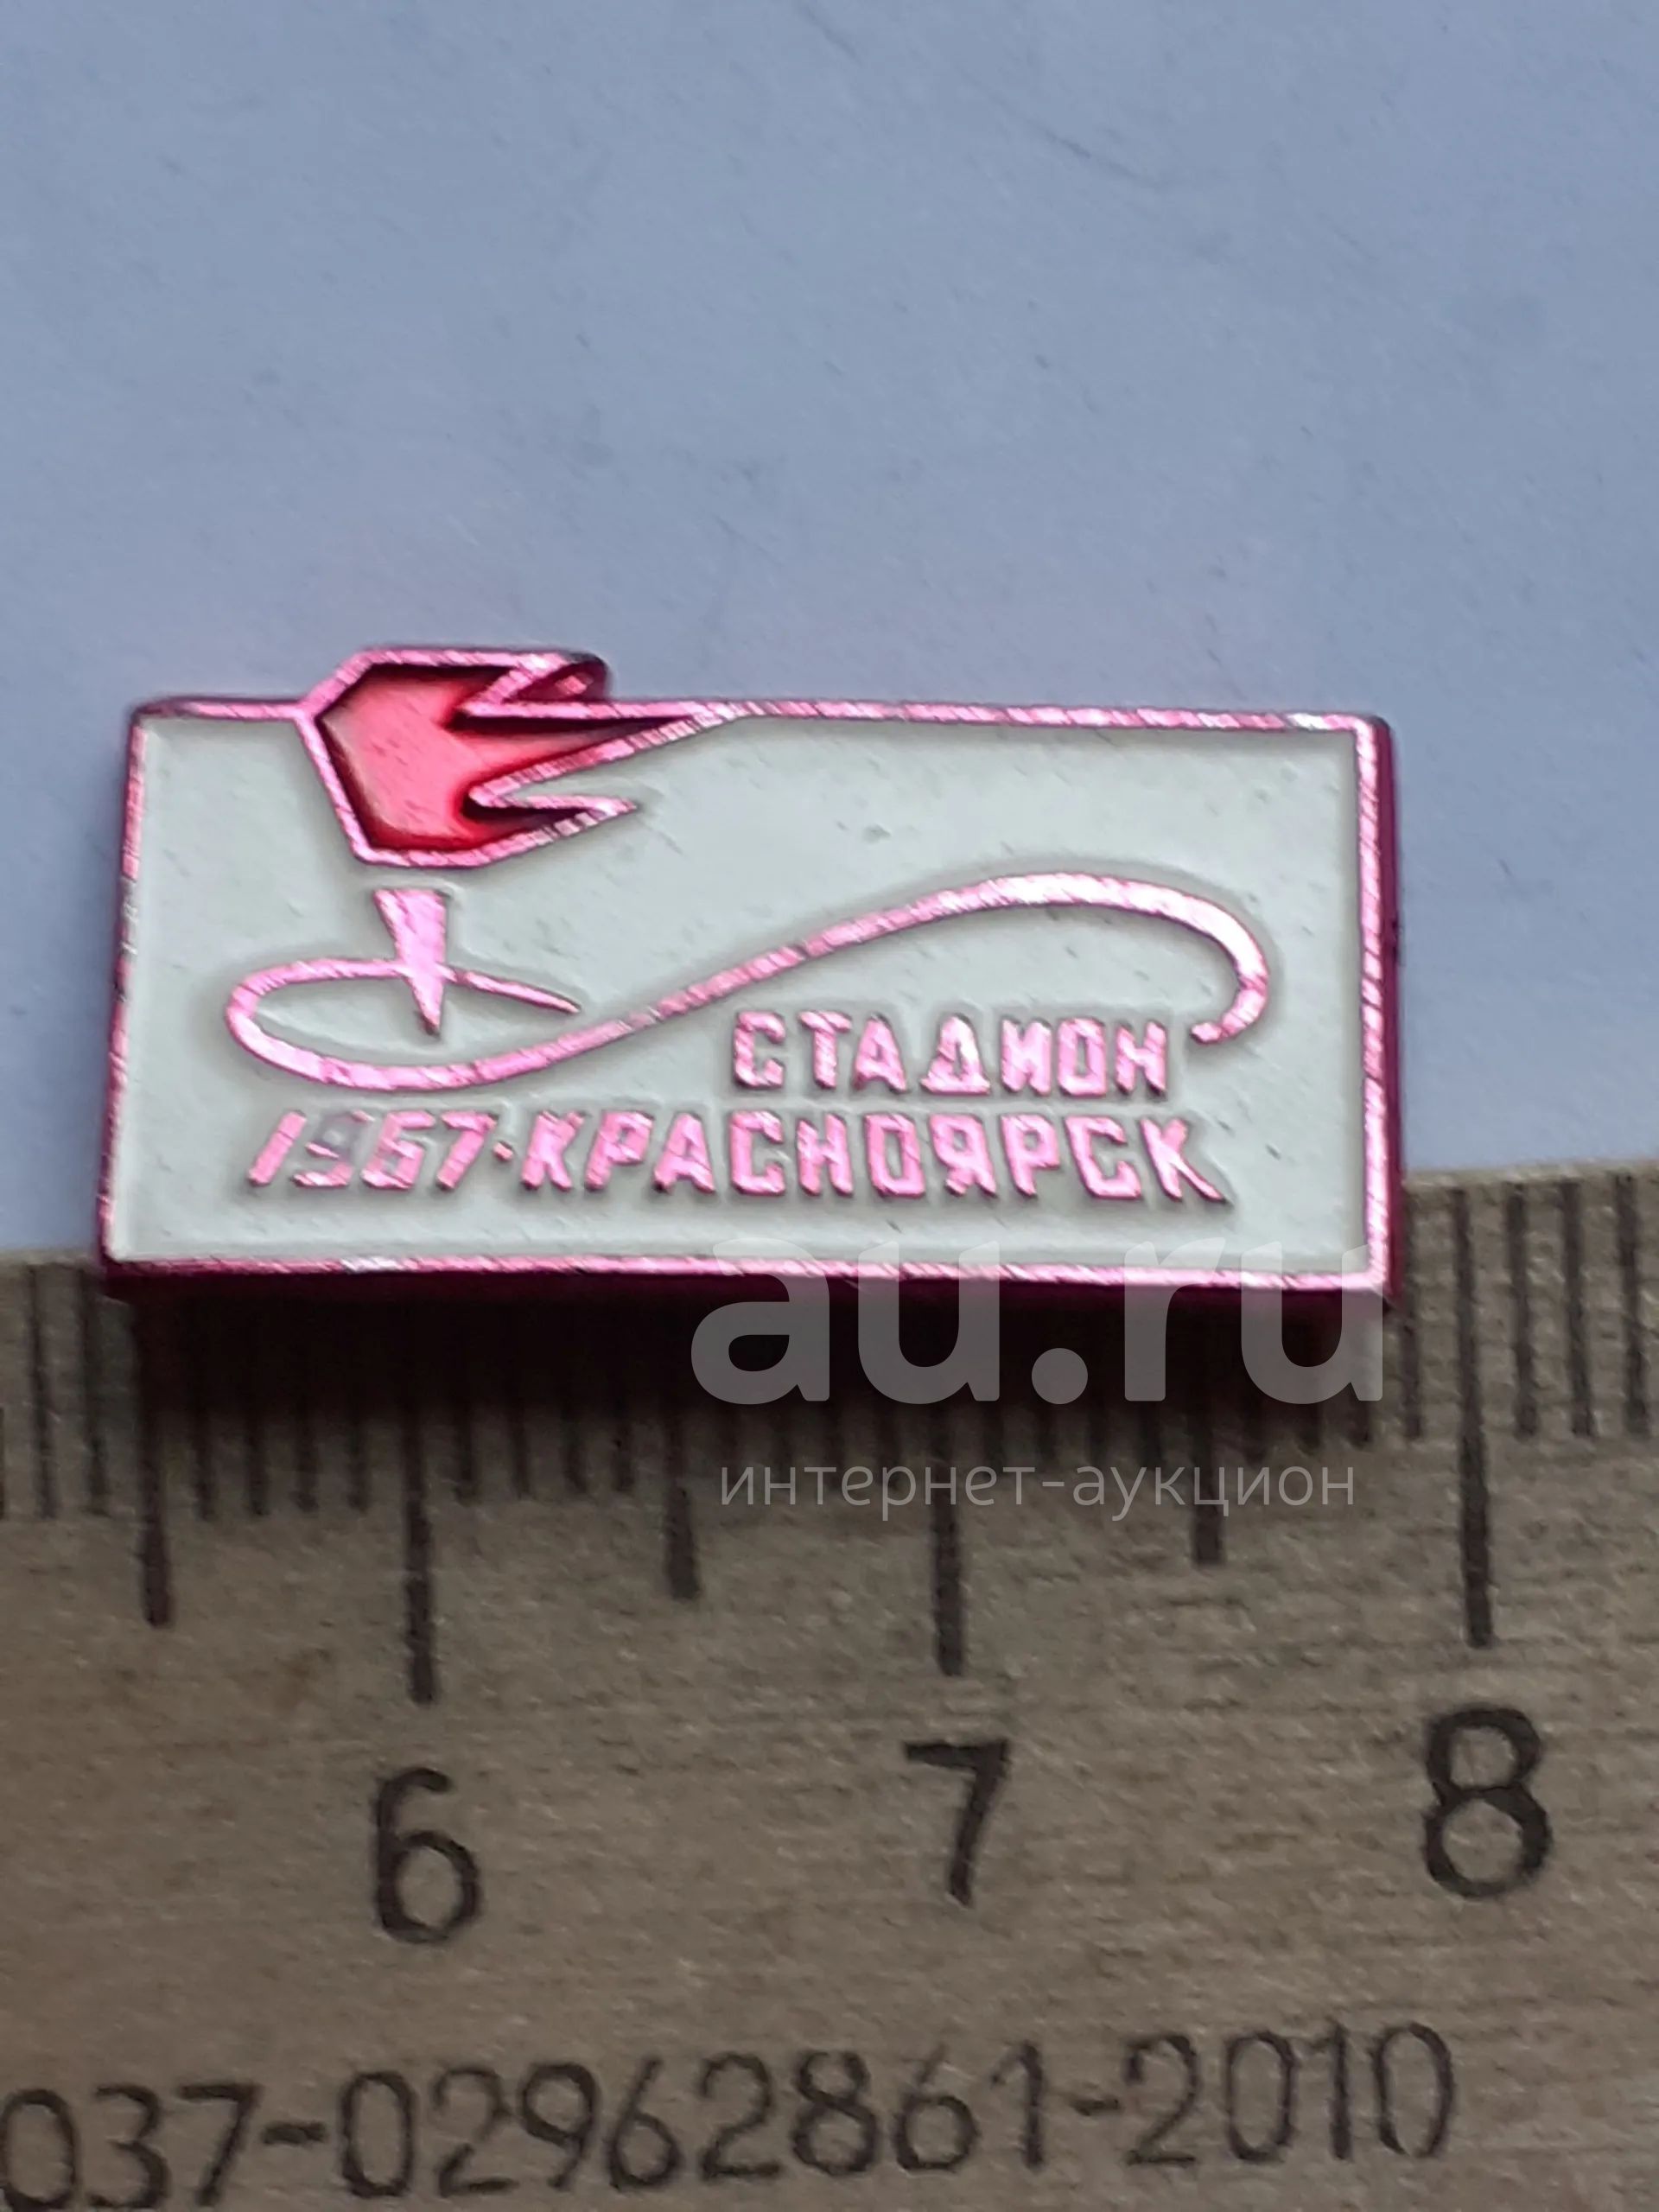 СТАДИОН
1967·КРАСНОЯРСК
au.ru
интернет-аукцион
6 7 8
037-02962861-2010